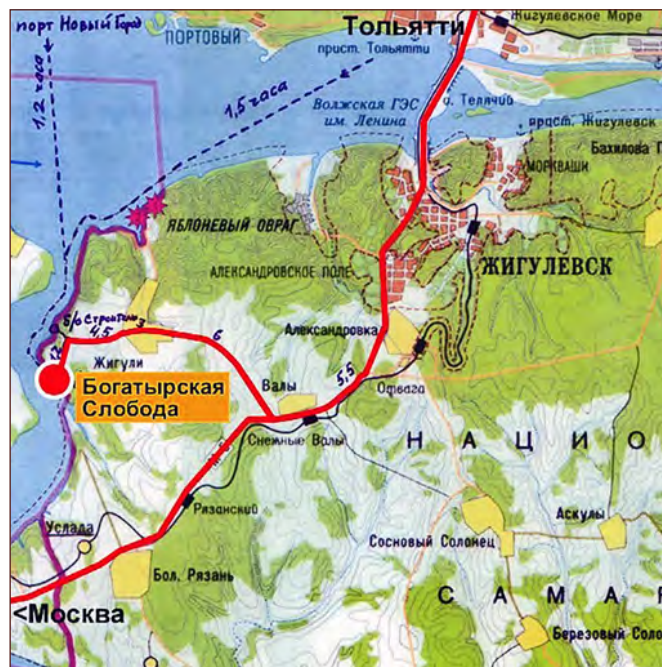 порт Новый Город
ПОРТОВЫЙ
Тольятти
прист. Тольятти
Жигулевское Море
1,2 часа
1,5 часа
Волжская ГЭС
им. Ленина
о. Телячий
прист. Жигулевск
Бахилова П
МОРКВАШИ
ЯБЛОНЕВЫЙ ОВРАГ
ЖИГУЛЕВСК
АЛЕКСАНДРОВСКОЕ ПОЛЕ
б/о Строитель
4,5
3
6
Александровка
Жигули
5,5
Отвага
Богатырская
Слобода
Валы
Снежные Валы
Н А Ц И О
Рязанский
Услада
Сосновый Солонец
Аскулы
Бол. Рязань
С А М А
<Москва
Березовый Соло